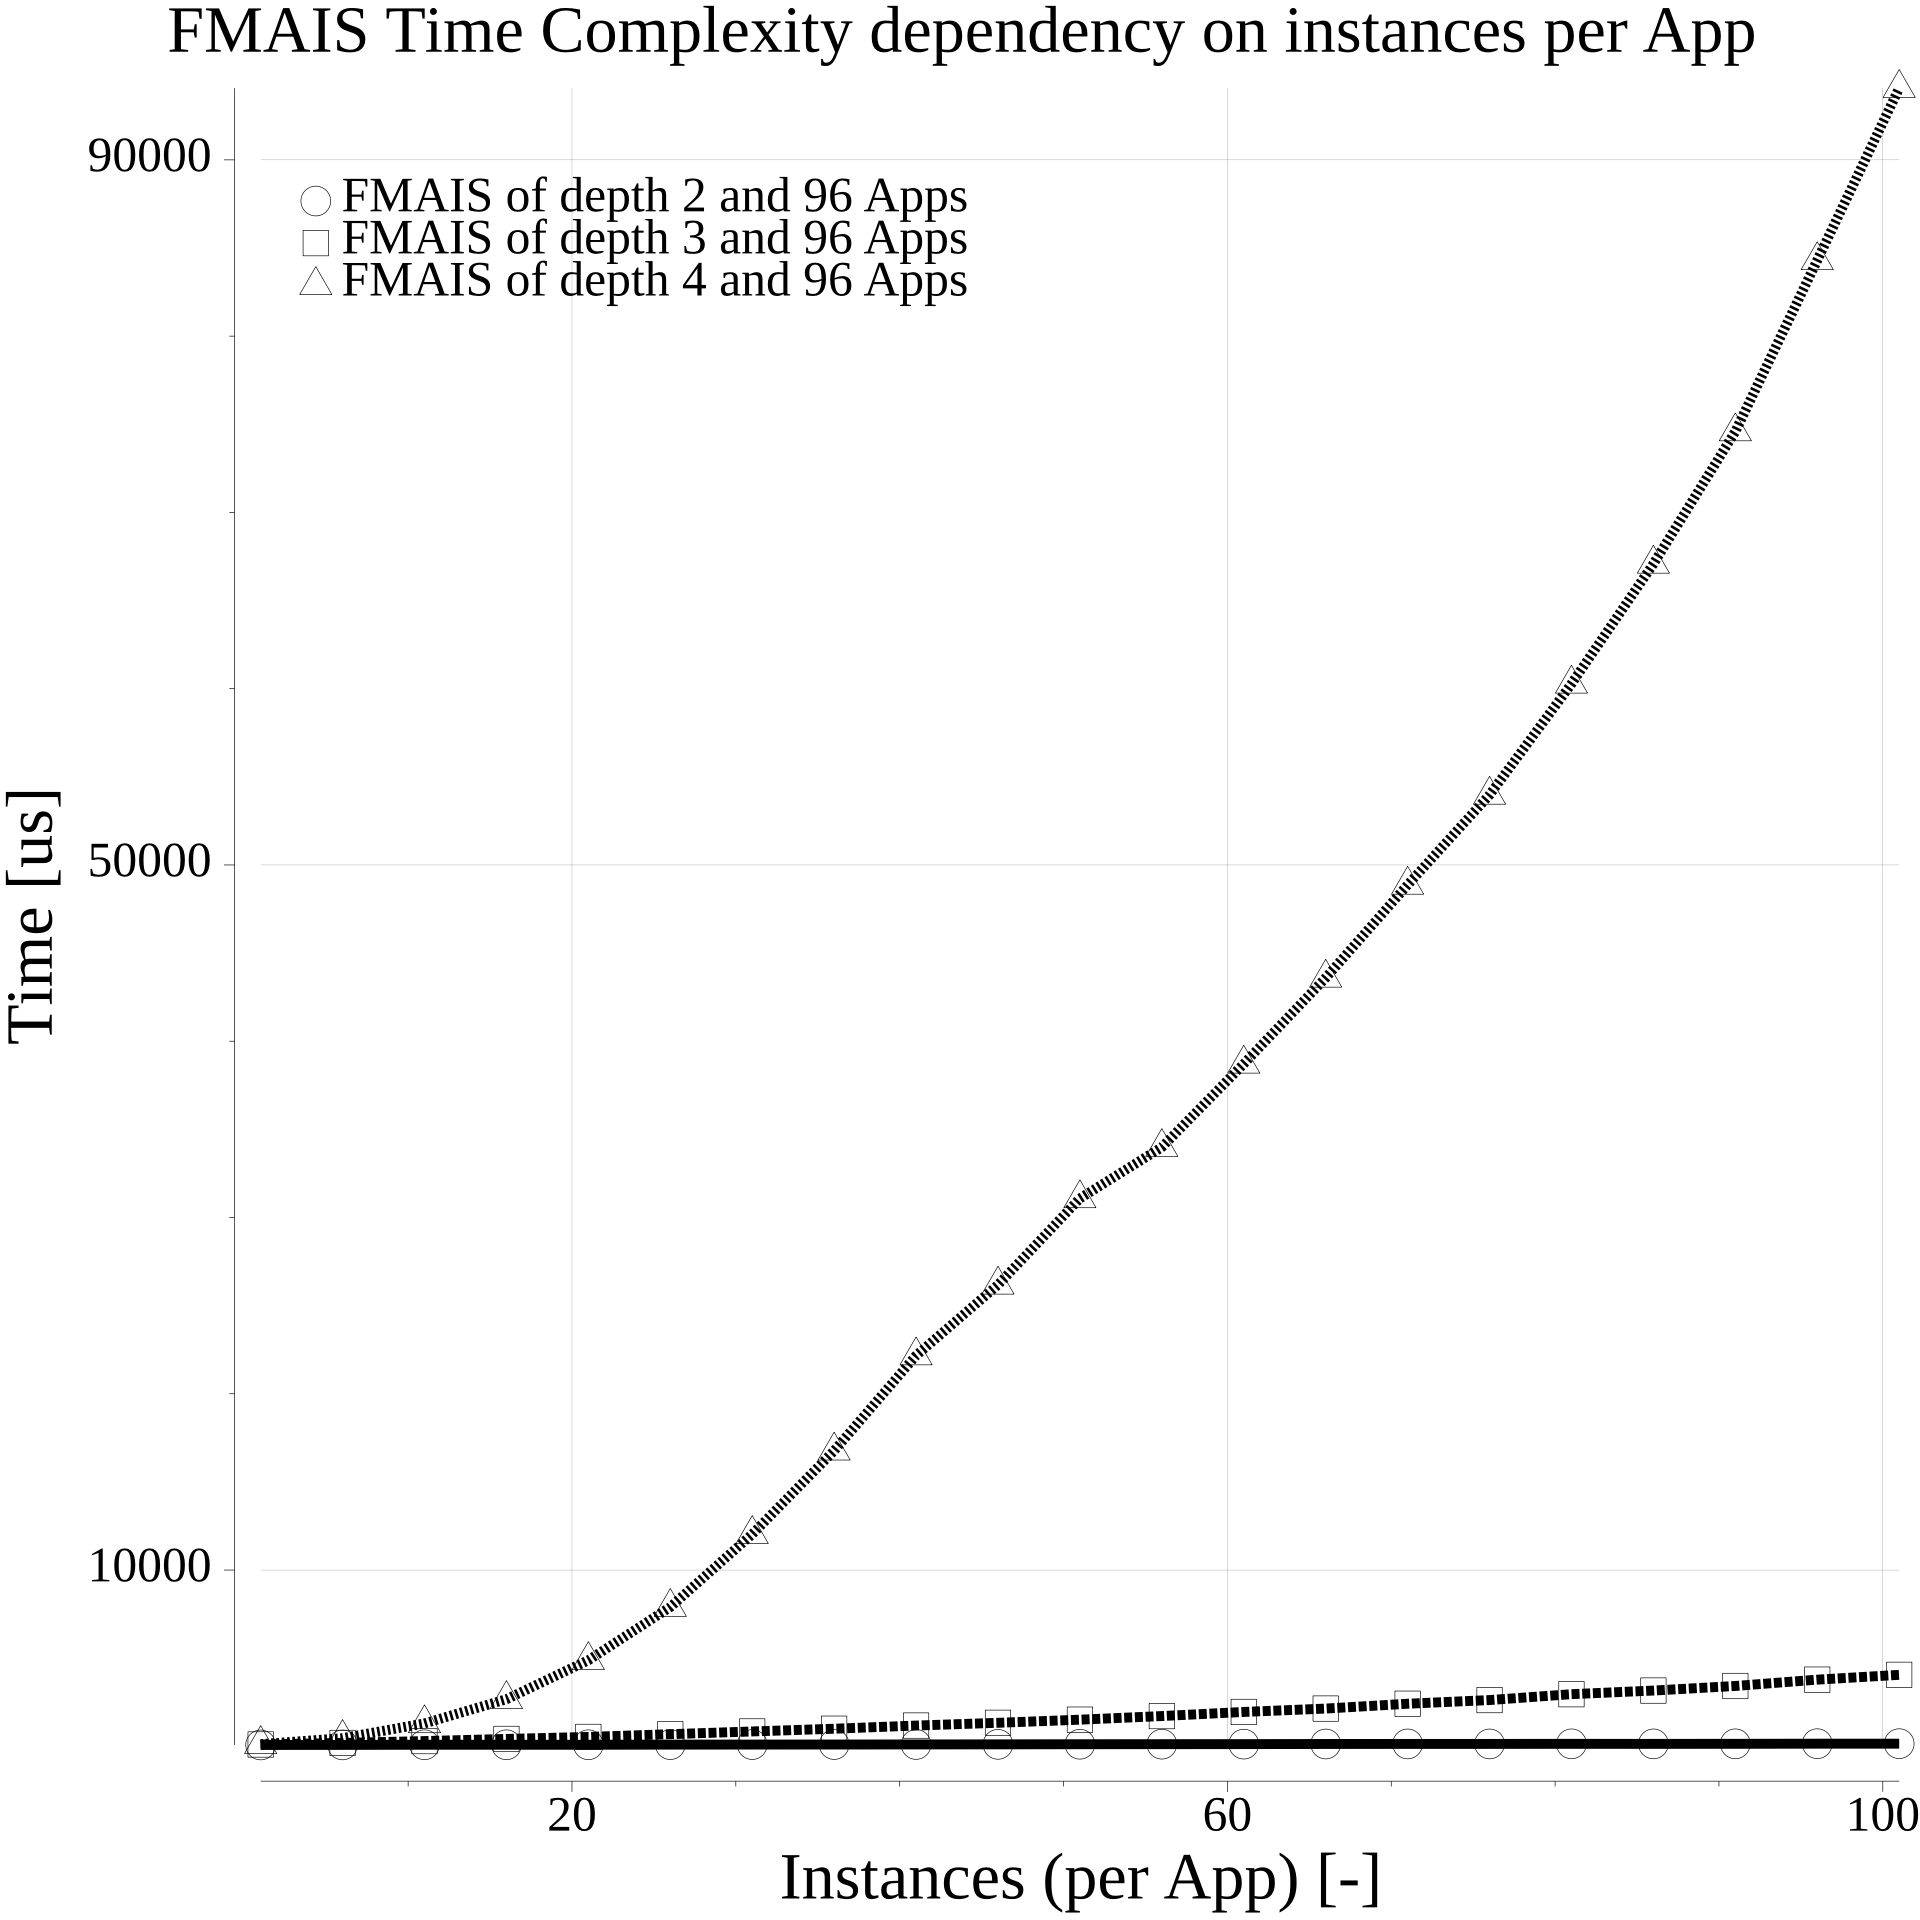 FMAIS Time Complexity dependency on instances per App
90000
FMAIS of depth 2 and 96 Apps
FMAIS of depth 3 and 96 Apps
FMAIS of depth 4 and 96 Apps
Time [us]
50000
10000
20
60
100
Instances (per App) [-]